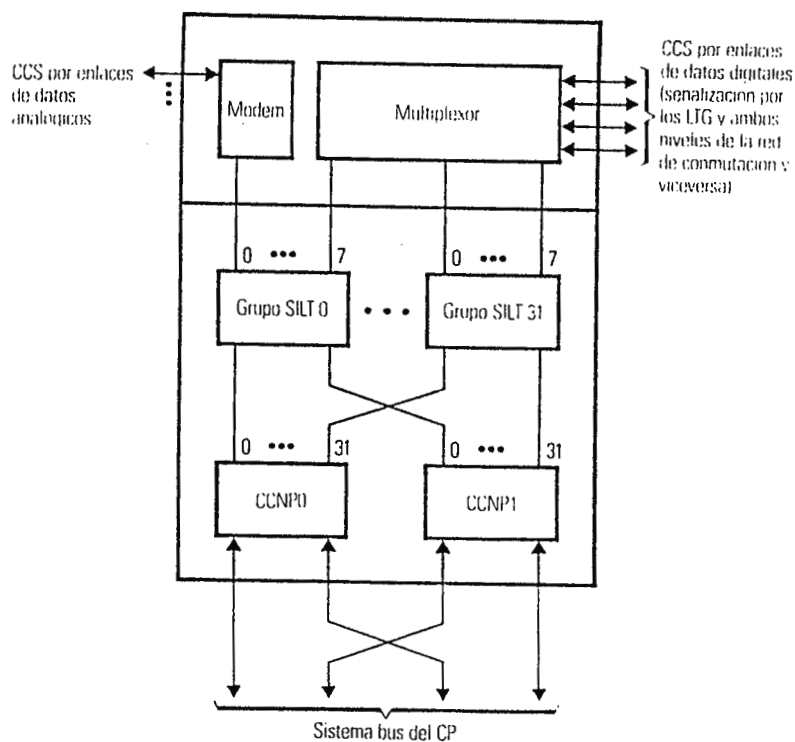 CCS por enlaces
de datos
analogicos
Modem
Multiplexor
CCS por enlaces
de datos digitales
(senalizacion por
los LTG y ambos
niveles de la red
de conmutacion y
viceversa)
0 ••• 7
0 ••• 7
Grupo SILT 0
• • •
Grupo SILT 31
0 ••• 31
0 ••• 31
CCNP0
CCNP1
Sistema bus del CP